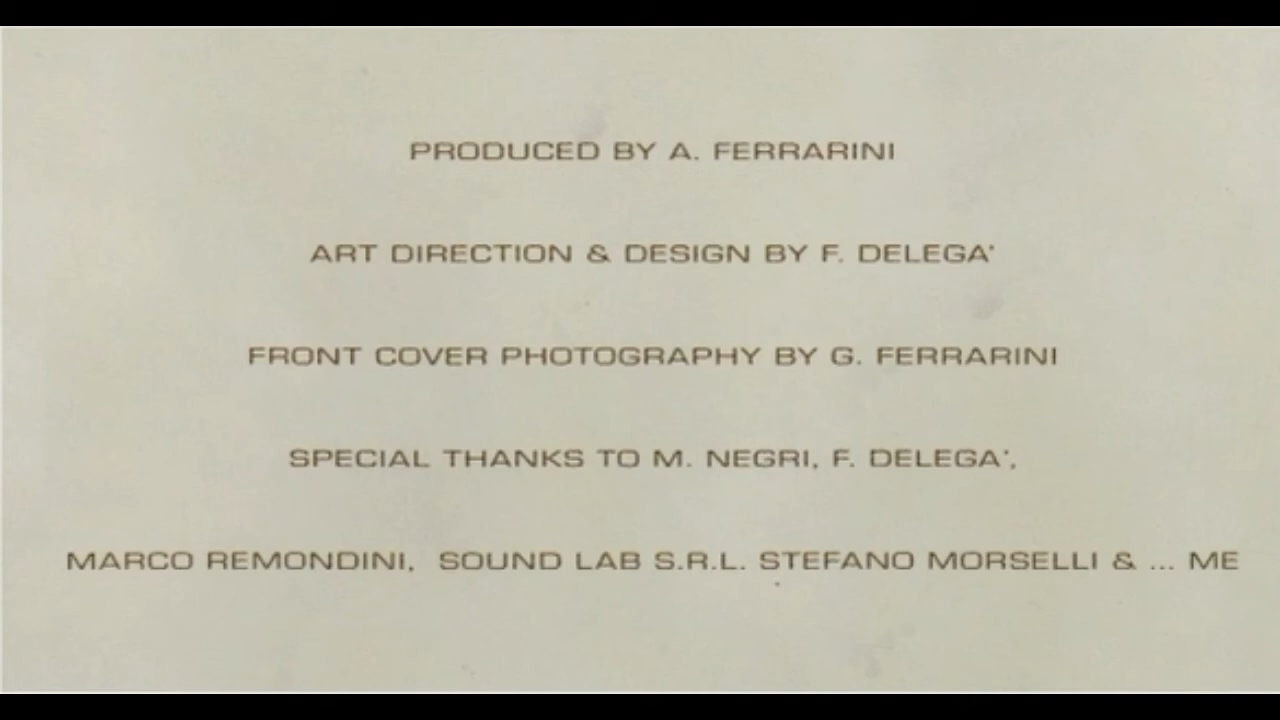 PRODUCED BY A. FERRARINI
ART DIRECTION & DESIGN BY F. DELEGA'
FRONT COVER PHOTOGRAPHY BY G. FERRARINI
SPECIAL THANKS TO M. NEGRI, F. DELEGA',
MARCO REMONDINI, SOUND LAB S.R.L. STEFANO MORSELLI & ... ME